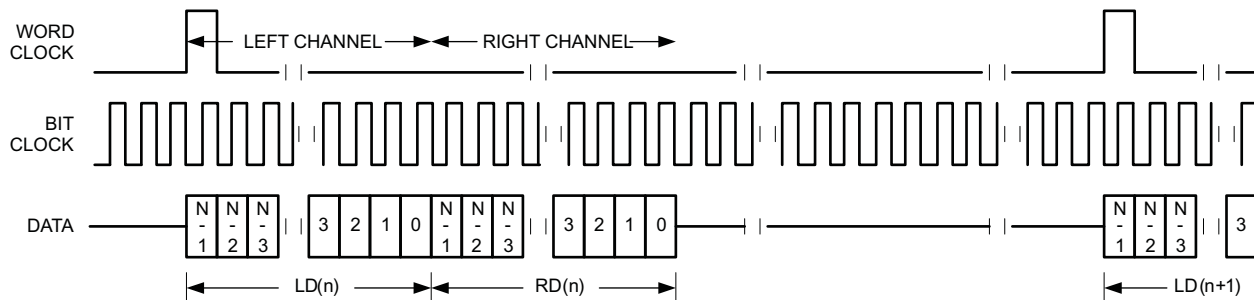 WORD
CLOCK
LEFT CHANNEL
RIGHT CHANNEL
BIT
CLOCK
DATA
N-1
N-2
N-3
3
2
1
0
N-1
N-2
N-3
3
2
1
0
N-1
N-2
N-3
3
LD(n)
RD(n)
LD(n+1)